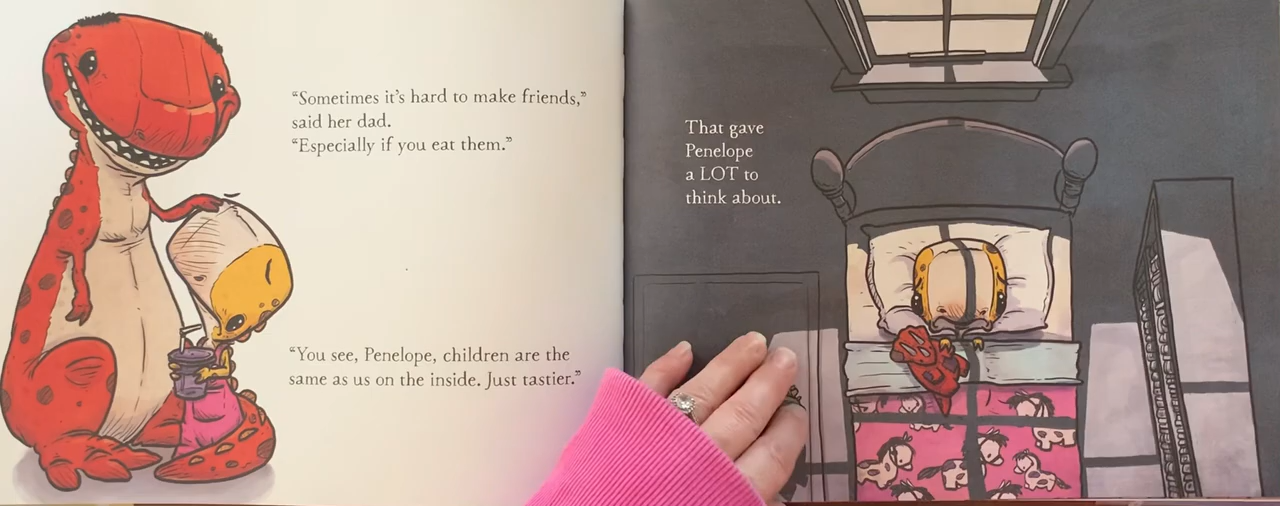 “Sometimes it’s hard to make friends,”
said her dad.
“Especially if you eat them.”
“You see, Penelope, children are the
same as us on the inside. Just tastier.”
That gave
Penelope
a LOT to
think about.